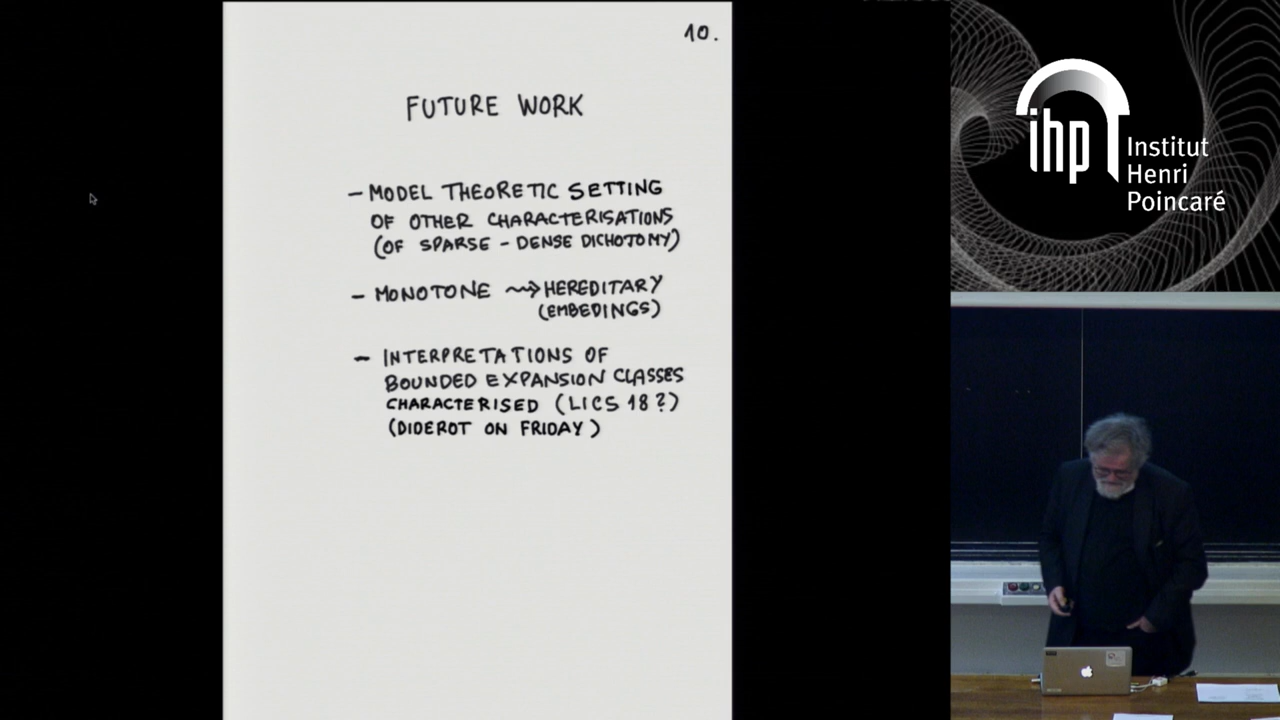 10.
FUTURE WORK
- MODEL THEORETIC SETTING
OF OTHER CHARACTERISATIONS
(OF SPARSE - DENSE DICHOTOMY)
- MONOTONE ⇝ HEREDITARY
(EMBEDINGS)
- INTERPRETATIONS OF
BOUNDED EXPANSION CLASSES
CHARACTERISED (LICS 18?)
(DIDEROT ON FRIDAY)
ihp
Institut
Henri
Poincaré